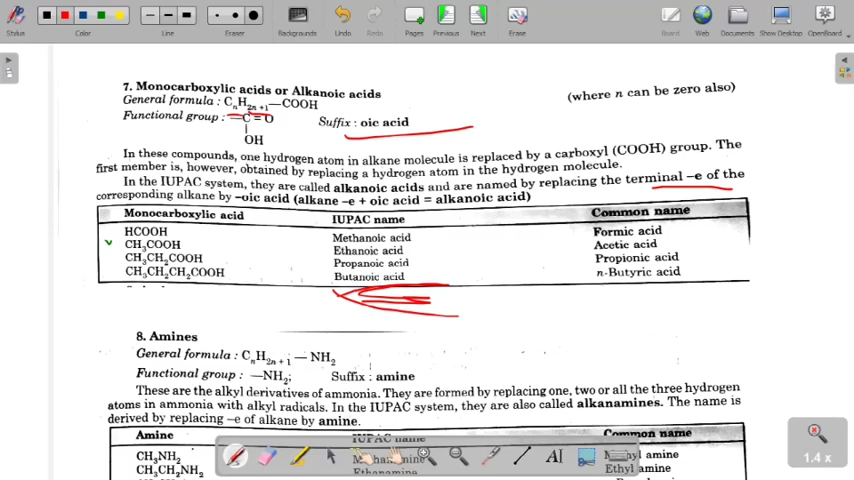 Stylus
Color
Line
Eraser
Backgrounds
Undo
Redo
Pages
Previous
Next
Erase
Board
Web
Documents
Show Desktop
OpenBoard
7. Monocarboxylic acids or Alkanoic acids
General formula : CₙH₂ₙ₊₁—COOH (where n can be zero also)
Functional group : —C = O Suffix : oic acid
|
OH
In these compounds, one hydrogen atom in alkane molecule is replaced by a carboxyl (COOH) group. The
first member is, however, obtained by replacing a hydrogen atom in the hydrogen molecule.
In the IUPAC system, they are called alkanoic acids and are named by replacing the terminal –e of the
corresponding alkane by –oic acid (alkane –e + oic acid = alkanoic acid)
Monocarboxylic acid IUPAC name Common name
HCOOH Methanoic acid Formic acid
CH₃COOH Ethanoic acid Acetic acid
CH₃CH₂COOH Propanoic acid Propionic acid
CH₃CH₂CH₂COOH Butanoic acid n-Butyric acid
8. Amines
General formula : CₙH₂ₙ₊₁ — NH₂
Functional group : —NH₂; Suffix : amine
These are the alkyl derivatives of ammonia. They are formed by replacing one, two or all the three hydrogen
atoms in ammonia with alkyl radicals. In the IUPAC system, they are also called alkanamines. The name is
derived by replacing –e of alkane by amine.
Amine IUPAC name Common name
CH₃NH₂
CH₃CH₂NH₂ Ethyl amine
1.4 x